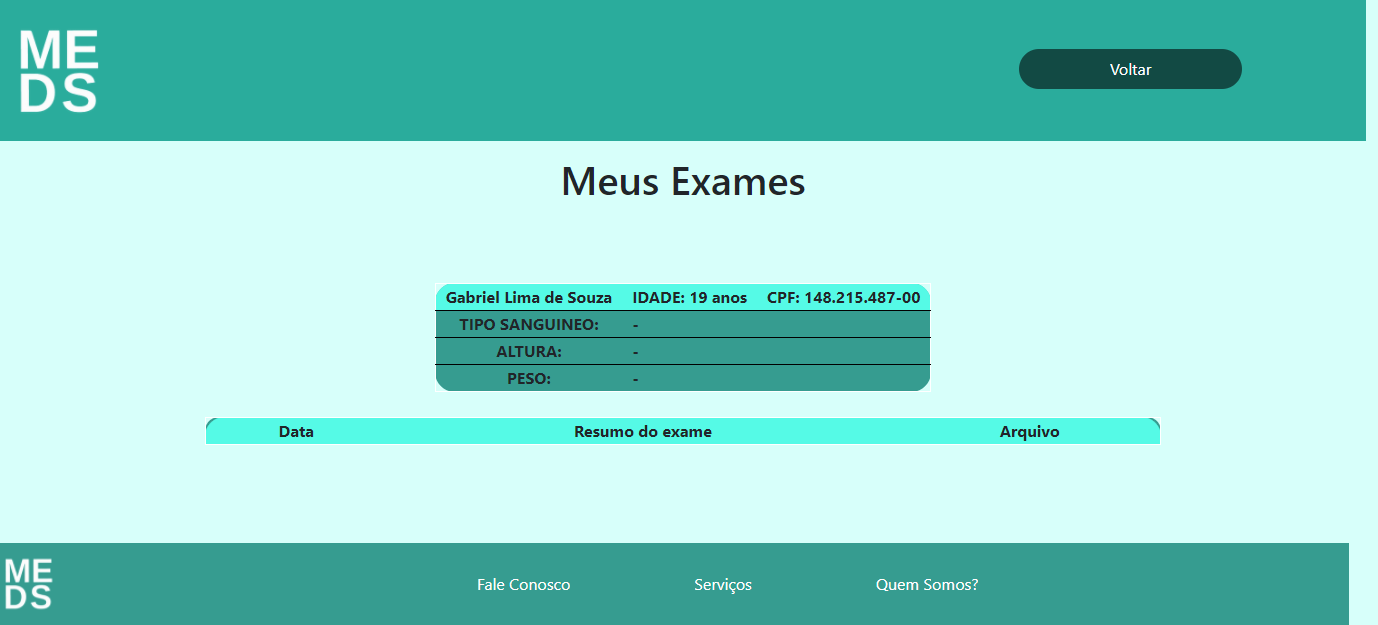 ME
DS
Voltar
Meus Exames
Gabriel Lima de Souza IDADE: 19 anos CPF: 148.215.487-00
TIPO SANGUINEO: -
ALTURA: -
PESO: -
Data Resumo do exame Arquivo
ME
DS
Fale Conosco Serviços Quem Somos?